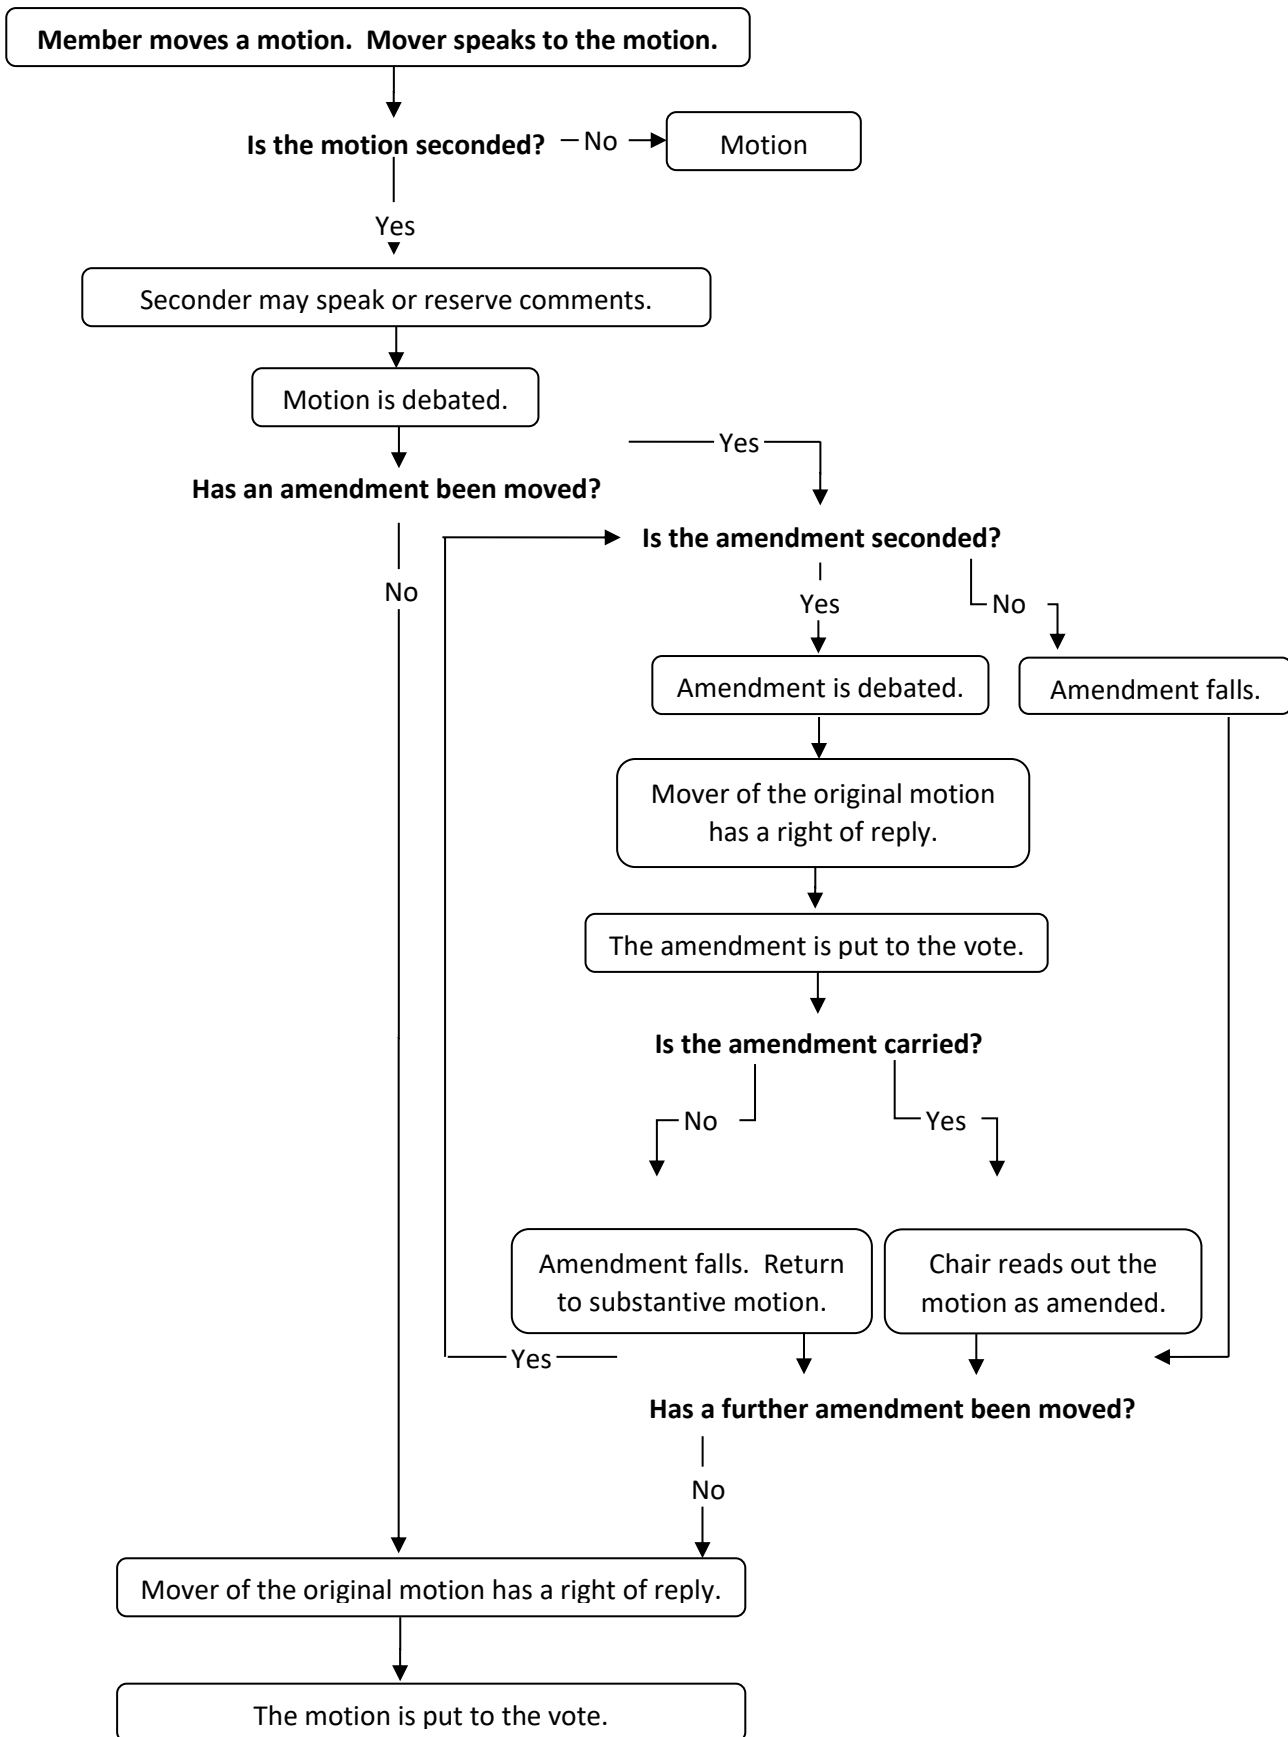 Member moves a motion.  Mover speaks to the motion.
Is the motion seconded?
No
Motion
Yes
Seconder may speak or reserve comments.
Motion is debated.
Yes
Has an amendment been moved?
Is the amendment seconded?
No
Yes
No
Amendment is debated.
Amendment falls.
Mover of the original motion
has a right of reply.
The amendment is put to the vote.
Is the amendment carried?
No
Yes
Amendment falls.  Return
to substantive motion.
Chair reads out the
motion as amended.
Yes
Has a further amendment been moved?
No
Mover of the original motion has a right of reply.
The motion is put to the vote.